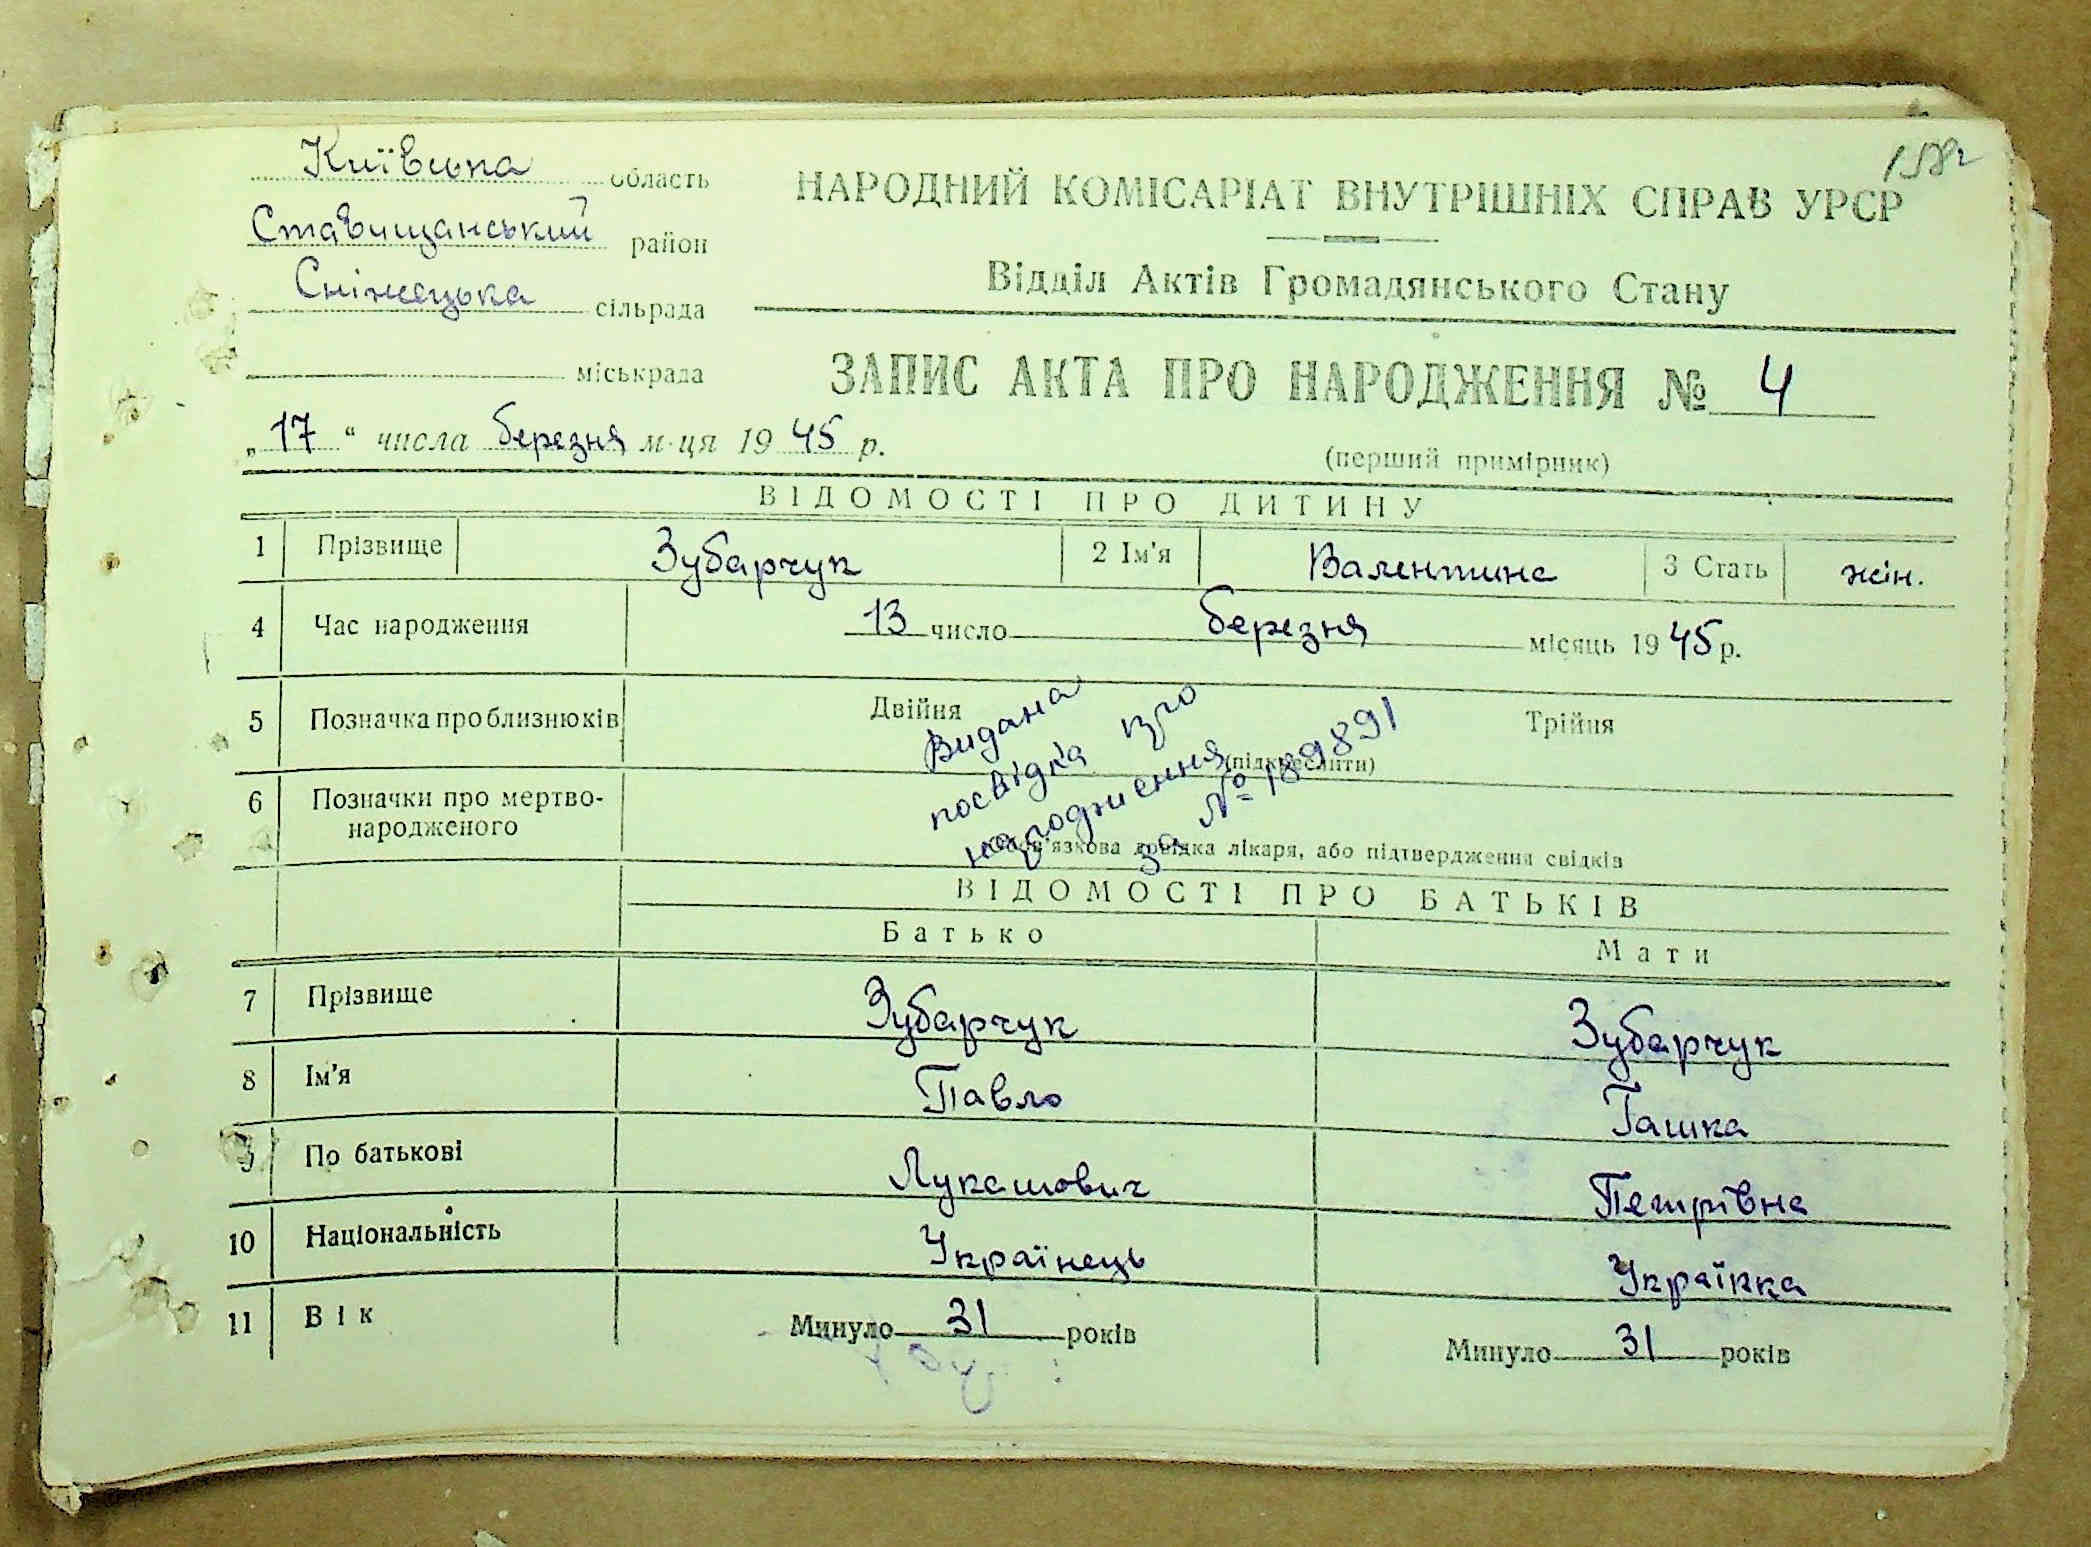 158г
Київська область
НАРОДНИЙ КОМІСАРІАТ ВНУТРІШНІХ СПРАВ УРСР
Ставищанський район
Відділ Актів Громадянського Стану
Сніжецька сільрада
міськрада
ЗАПИС АКТА ПРО НАРОДЖЕННЯ № 4
„17“ числа березня м-ця 1945 р.
(перший примірник)
ВІДОМОСТІ ПРО ДИТИНУ
1 Прізвище Зубарчук 2 Ім'я Валентина 3 Стать жін.
4 Час народження 13 число березня місяць 1945 р.
5 Позначка про близнюків Двійня Трійня
(підкреслити)
Видана
посвідка про
народження
за № 189891
6 Позначки про мертво-
народженого
Обов'язкова довідка лікаря, або підтвердження свідків
ВІДОМОСТІ ПРО БАТЬКІВ
Батько Мати
7 Прізвище Зубарчук Зубарчук
8 Ім'я Павло Гашка
9 По батькові Лукашович Петрівна
10 Національність Українець Українка
11 Вік Минуло 31 років Минуло 31 років